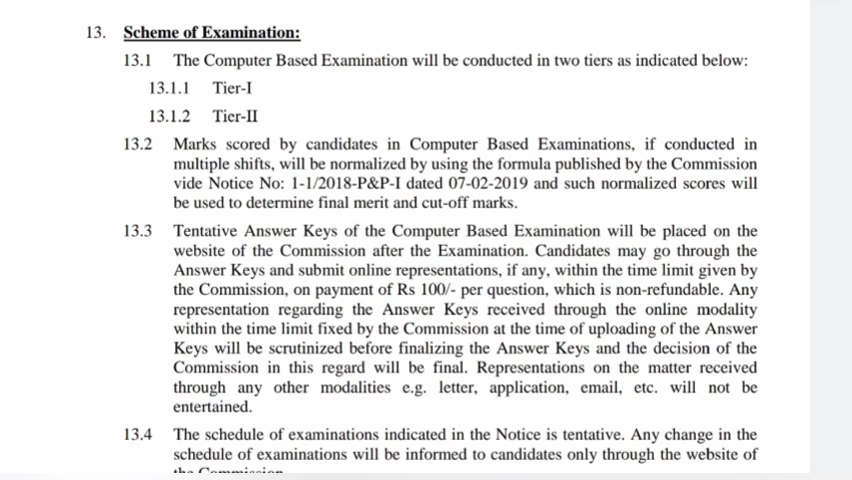 13. Scheme of Examination:
13.1 The Computer Based Examination will be conducted in two tiers as indicated below:
13.1.1 Tier-I
13.1.2 Tier-II
13.2 Marks scored by candidates in Computer Based Examinations, if conducted in
multiple shifts, will be normalized by using the formula published by the Commission
vide Notice No: 1-1/2018-P&P-I dated 07-02-2019 and such normalized scores will
be used to determine final merit and cut-off marks.
13.3 Tentative Answer Keys of the Computer Based Examination will be placed on the
website of the Commission after the Examination. Candidates may go through the
Answer Keys and submit online representations, if any, within the time limit given by
the Commission, on payment of Rs 100/- per question, which is non-refundable. Any
representation regarding the Answer Keys received through the online modality
within the time limit fixed by the Commission at the time of uploading of the Answer
Keys will be scrutinized before finalizing the Answer Keys and the decision of the
Commission in this regard will be final. Representations on the matter received
through any other modalities e.g. letter, application, email, etc. will not be
entertained.
13.4 The schedule of examinations indicated in the Notice is tentative. Any change in the
schedule of examinations will be informed to candidates only through the website of
the Commission